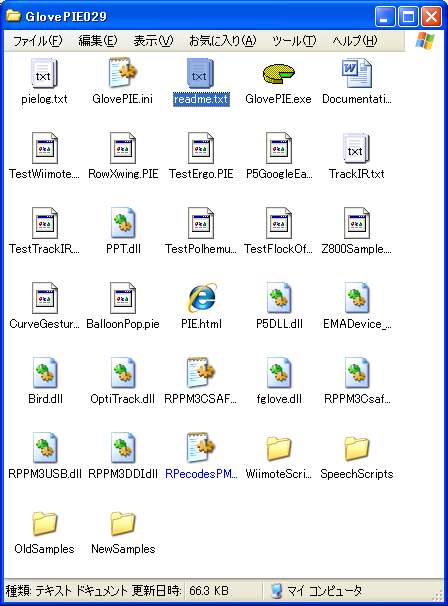 GlovePIE029
ファイル(F) 編集(E) 表示(V) お気に入り(A) ツール(T) ヘルプ(H)
txt txt txt
pielog.txt GlovePIE.ini readme.txt GlovePIE.exe Documentati...
txt
TestWiimote... RowXwing.PIE TestErgo.PIE P5GoogleEa... TrackIR.txt
TestTrackIR... PPT.dll TestPolhemu... TestFlockOf... Z800Sample...
CurveGestur... BalloonPop.pie PIE.html P5DLL.dll EMADevice_...
Bird.dll OptiTrack.dll RPPM3CSAF... fglove.dll RPPM3Csaf...
RPPM3USB.dll RPPM3DDI.dll RPecodesPM... WiimoteScri... SpeechScripts
OldSamples NewSamples
種類: テキスト ドキュメント 更新日時: 66.3 KB マイ コンピュータ